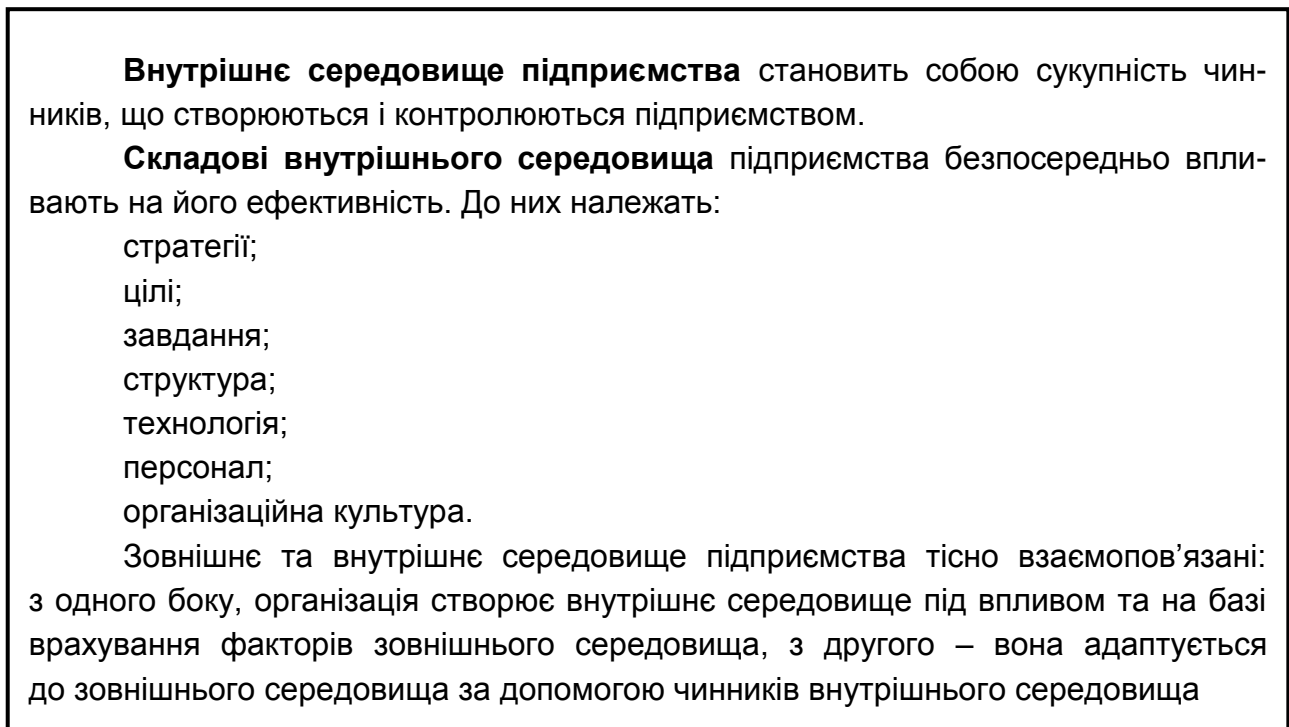 Внутрішнє середовище підприємства становить собою сукупність чин-
ників, що створюються і контролюються підприємством.
Складові внутрішнього середовища підприємства безпосередньо впли-
вають на його ефективність. До них належать:
стратегії;
цілі;
завдання;
структура;
технологія;
персонал;
організаційна культура.
Зовнішнє та внутрішнє середовище підприємства тісно взаємопов’язані:
з одного боку, організація створює внутрішнє середовище під впливом та на базі
врахування факторів зовнішнього середовища, з другого – вона адаптується
до зовнішнього середовища за допомогою чинників внутрішнього середовища